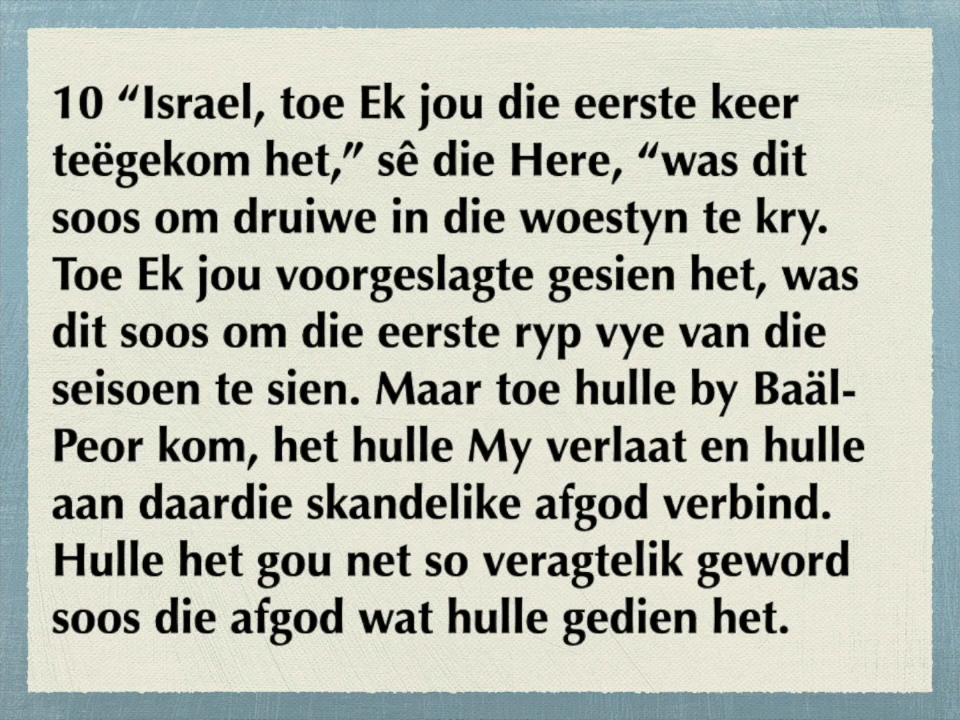 10 “Israel, toe Ek jou die eerste keer
teëgekom het,” sê die Here, “was dit
soos om druiwe in die woestyn te kry.
Toe Ek jou voorgeslagte gesien het, was
dit soos om die eerste ryp vye van die
seisoen te sien. Maar toe hulle by Baäl-
Peor kom, het hulle My verlaat en hulle
aan daardie skandelike afgod verbind.
Hulle het gou net so veragtelik geword
soos die afgod wat hulle gedien het.